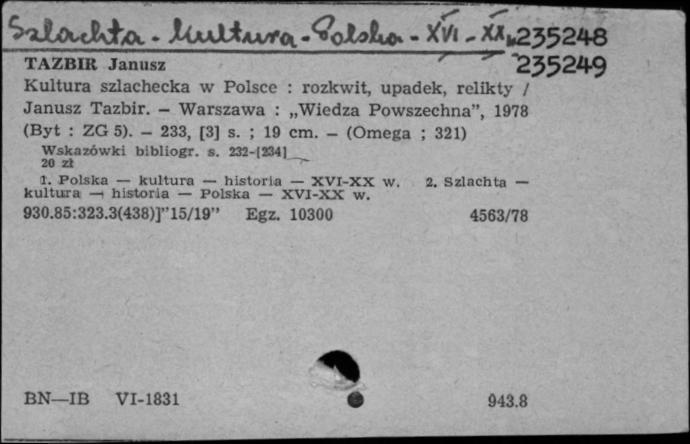 Szlachta - kultura - Polska - XVI - XX w. 235248
TAZBIR Janusz 235249
Kultura szlachecka w Polsce : rozkwit, upadek, relikty /
Janusz Tazbir. — Warszawa : „Wiedza Powszechna”, 1978
(Byt : ZG 5). — 233, [3] s. ; 19 cm. — (Omega ; 321)
Wskazówki bibliogr. s. 232-[234]
20 zł
1. Polska — kultura — historia — XVI-XX w. 2. Szlachta —
kultura — historia — Polska — XVI-XX w.
930.85:323.3(438)]”15/19” Egz. 10300 4563/78
BN—IB VI-1831 943.8